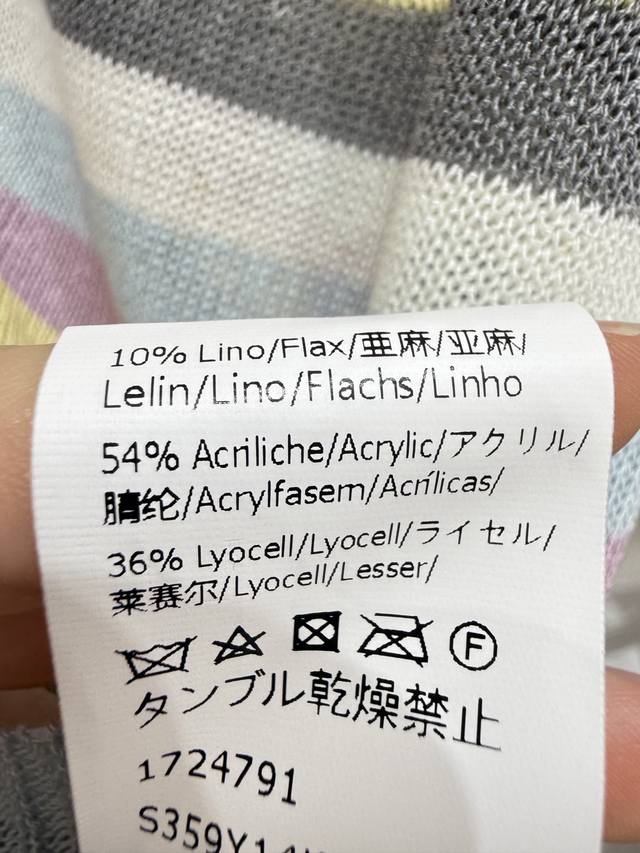 10% Lino/Flax/亜麻/亚麻/
Lelin/Lino/Flachs/Linho
54% Acriliche/Acrylic/アクリル/
腈纶/Acrylfasern/Acrílicas/
36% Lyocell/Lyocell/ライセル/
莱赛尔/Lyocell/Lesser/
F
タンブル乾燥禁止
1724791